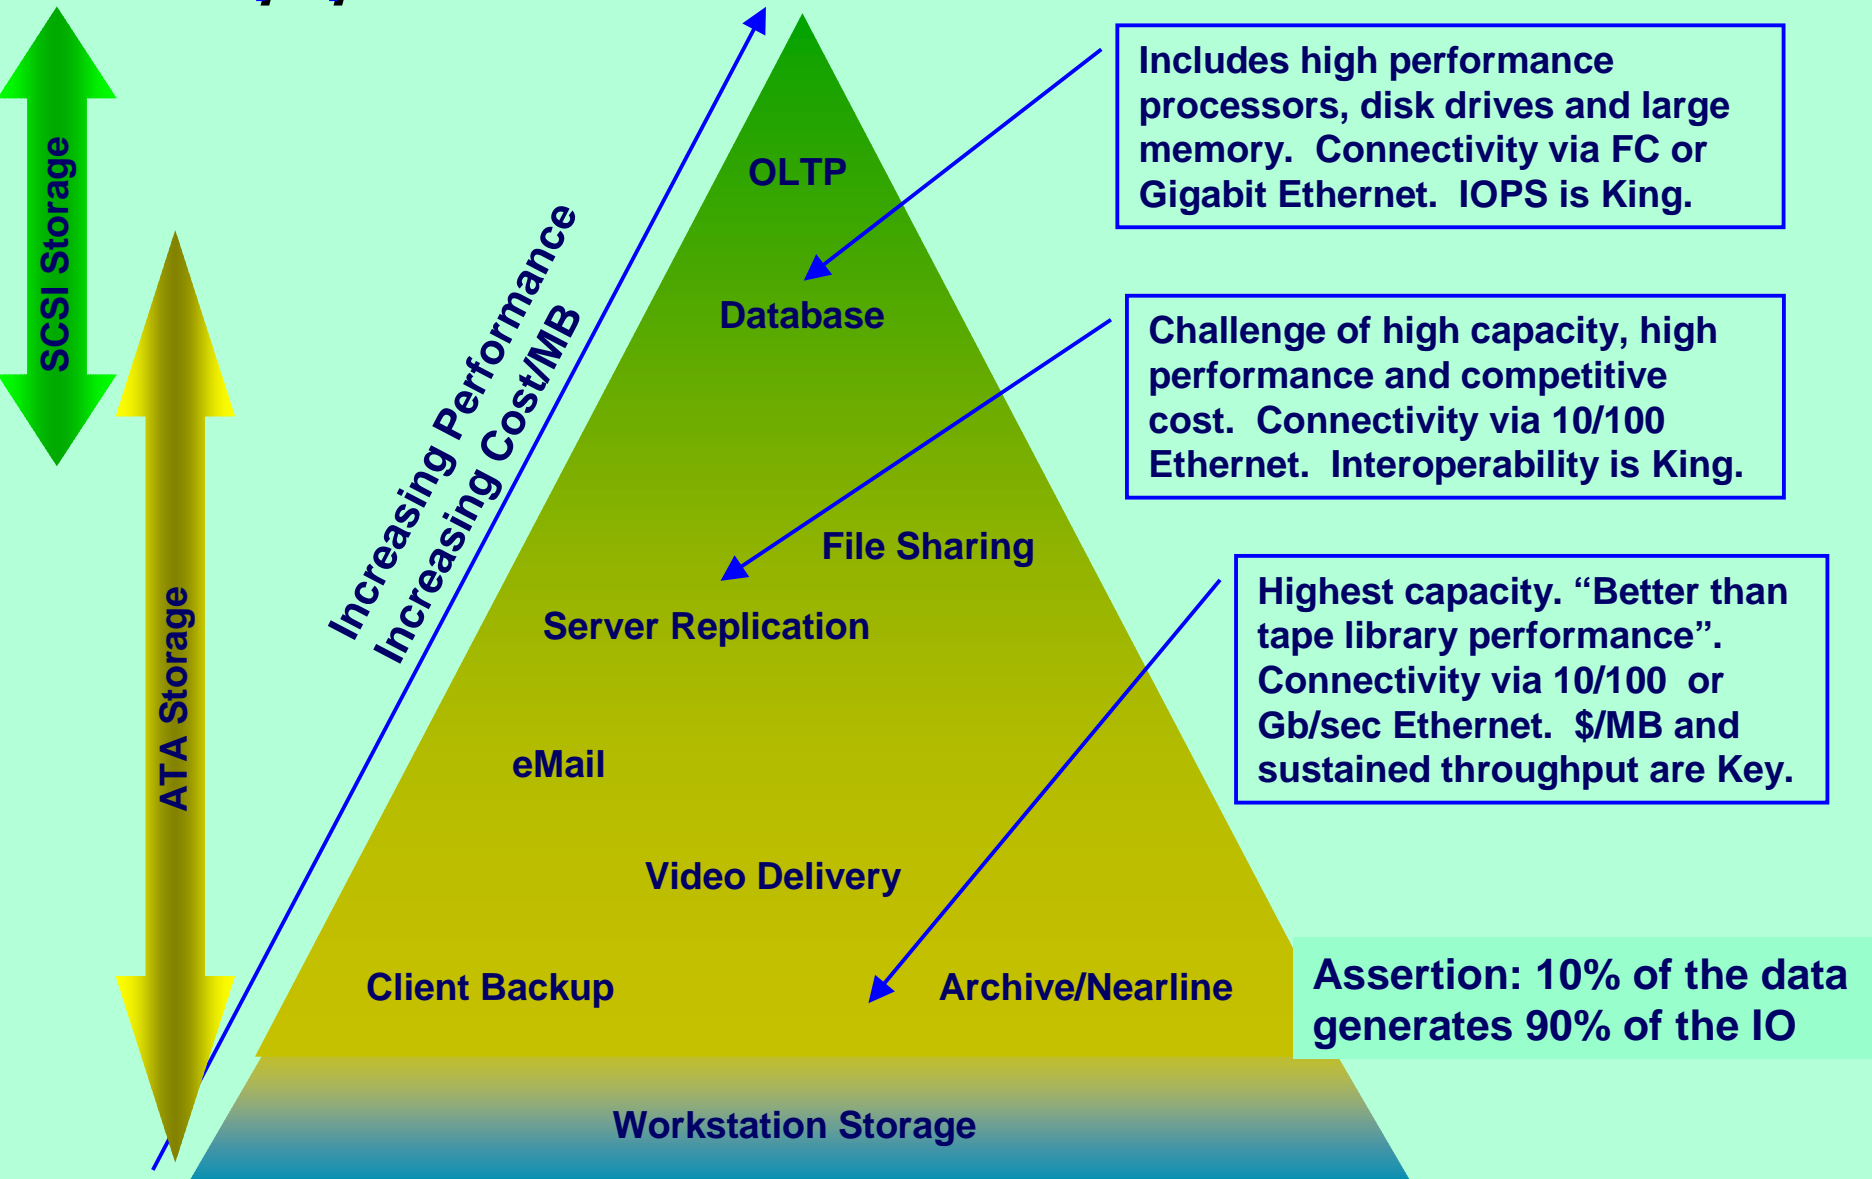 SCSI Storage
ATA Storage
Increasing Performance
Increasing Cost/MB
OLTP
Database
File Sharing
Server Replication
eMail
Video Delivery
Client Backup
Archive/Nearline
Workstation Storage
Includes high performance
processors, disk drives and large
memory.  Connectivity via FC or
Gigabit Ethernet.  IOPS is King.
Challenge of high capacity, high
performance and competitive
cost.  Connectivity via 10/100
Ethernet.  Interoperability is King.
Highest capacity. “Better than
tape library performance”.
Connectivity via 10/100  or
Gb/sec Ethernet.  $/MB and
sustained throughput are Key.
Assertion: 10% of the data
generates 90% of the IO